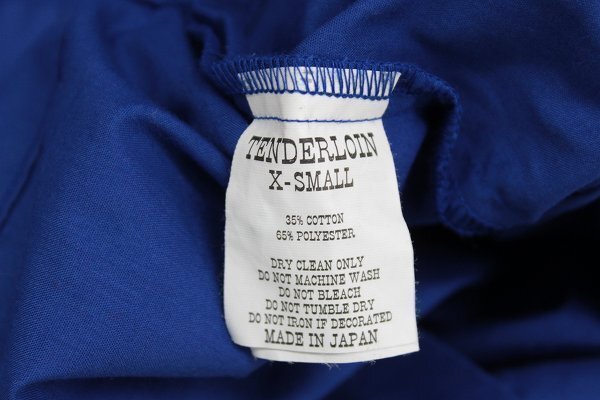 TENDERLOIN
X-SMALL
35% COTTON
65% POLYESTER
DRY CLEAN ONLY
DO NOT MACHINE WASH
DO NOT BLEACH
DO NOT TUMBLE DRY
DO NOT IRON IF DECORATED
MADE IN JAPAN